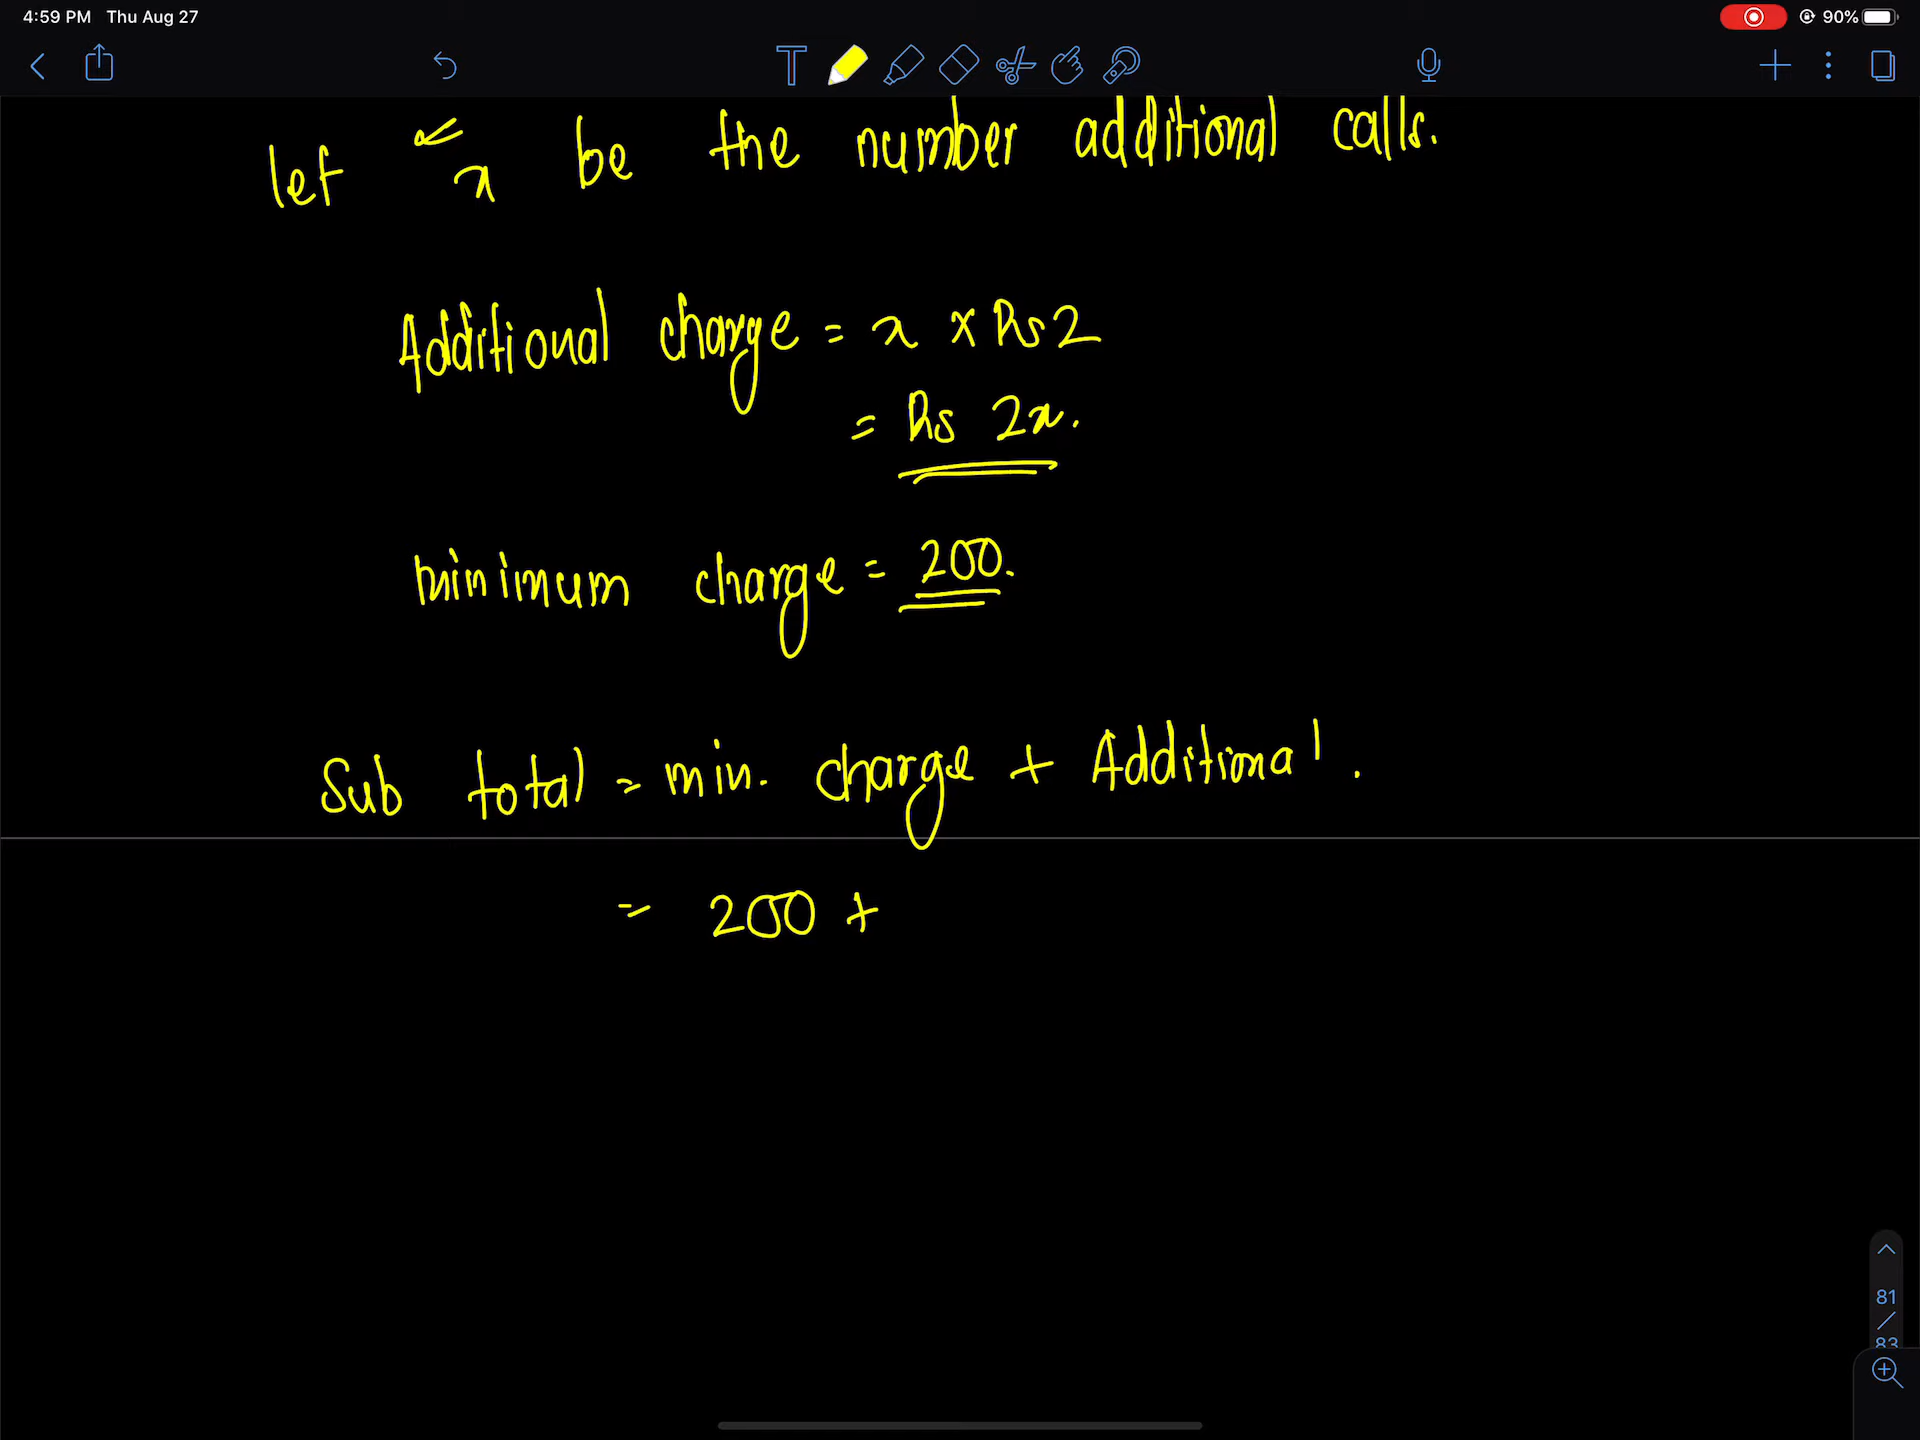 4:59 PM Thu Aug 27
90%
T
let x be the number additional calls.
Additional charge = x × Rs 2
= Rs 2x.
minimum charge = 200.
Sub total = min. charge + Additional.
= 200 +
81
/
83